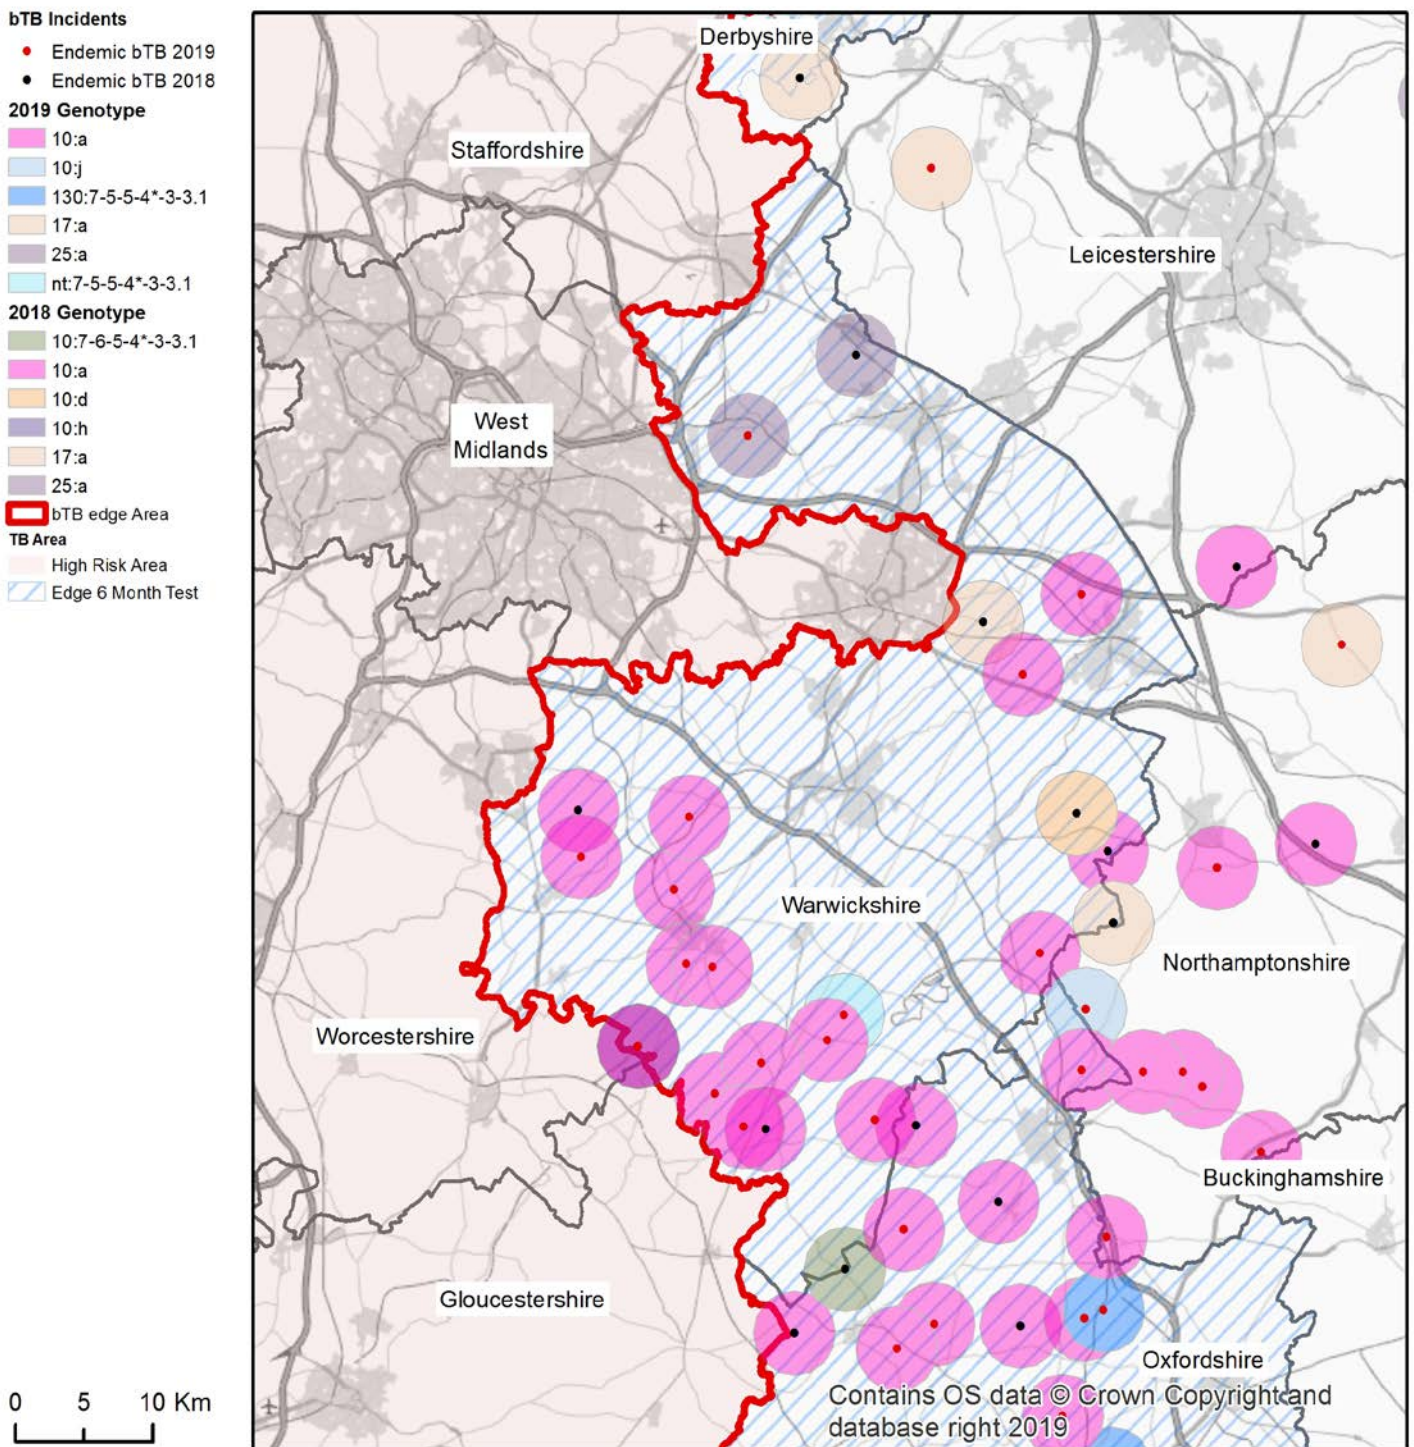 bTB Incidents
Endemic bTB 2019
Endemic bTB 2018
2019 Genotype
10:a
10:j
130:7-5-5-4*-3-3.1
17:a
25:a
nt:7-5-5-4*-3-3.1
2018 Genotype
10:7-6-5-4*-3-3.1
10:a
10:d
10:h
17:a
25:a
bTB edge Area
TB Area
High Risk Area
Edge 6 Month Test
0 5 10 Km
Derbyshire
Staffordshire
Leicestershire
West
Midlands
Warwickshire
Northamptonshire
Worcestershire
Buckinghamshire
Gloucestershire
Oxfordshire
Contains OS data © Crown Copyright and
database right 2019